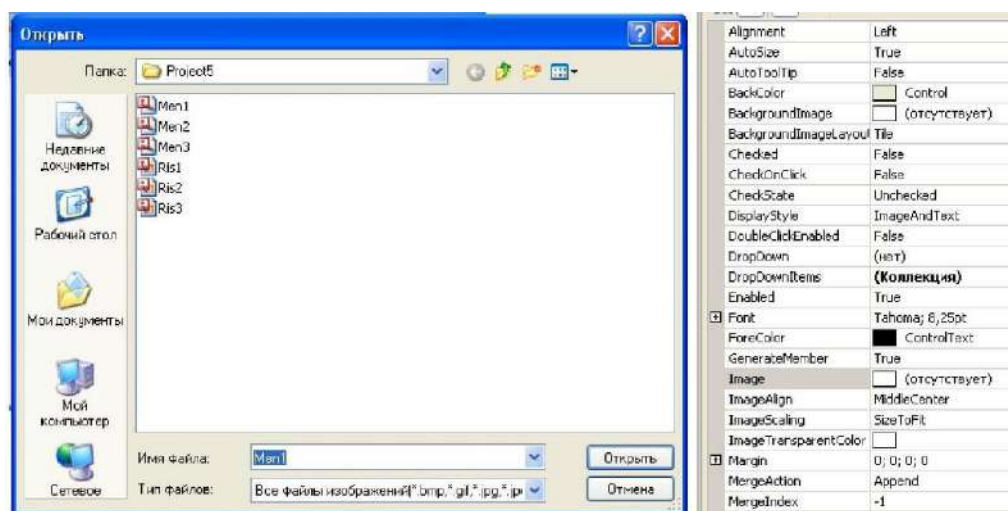 Открыть
Папка:
Project5
Men1
Men2
Men3
Ris1
Ris2
Ris3
Недавние
документы
Рабочий стол
Мои документы
Мой
компьютер
Сетевое
Имя файла:
Men1
Открыть
Тип файлов:
Все файлы изображений(*.bmp,*.gif,*.jpg,*.jp
Отмена
Alignment Left
AutoSize True
AutoToolTip False
BackColor Control
BackgroundImage (отсутствует)
BackgroundImageLayout Tile
Checked False
CheckOnClick False
CheckState Unchecked
DisplayStyle ImageAndText
DoubleClickEnabled False
DropDown (нет)
DropDownItems (Коллекция)
Enabled True
Font Tahoma; 8,25pt
ForeColor ControlText
GenerateMember True
Image (отсутствует)
ImageAlign MiddleCenter
ImageScaling SizeToFit
ImageTransparentColor
Margin 0; 0; 0; 0
MergeAction Append
MergeIndex -1